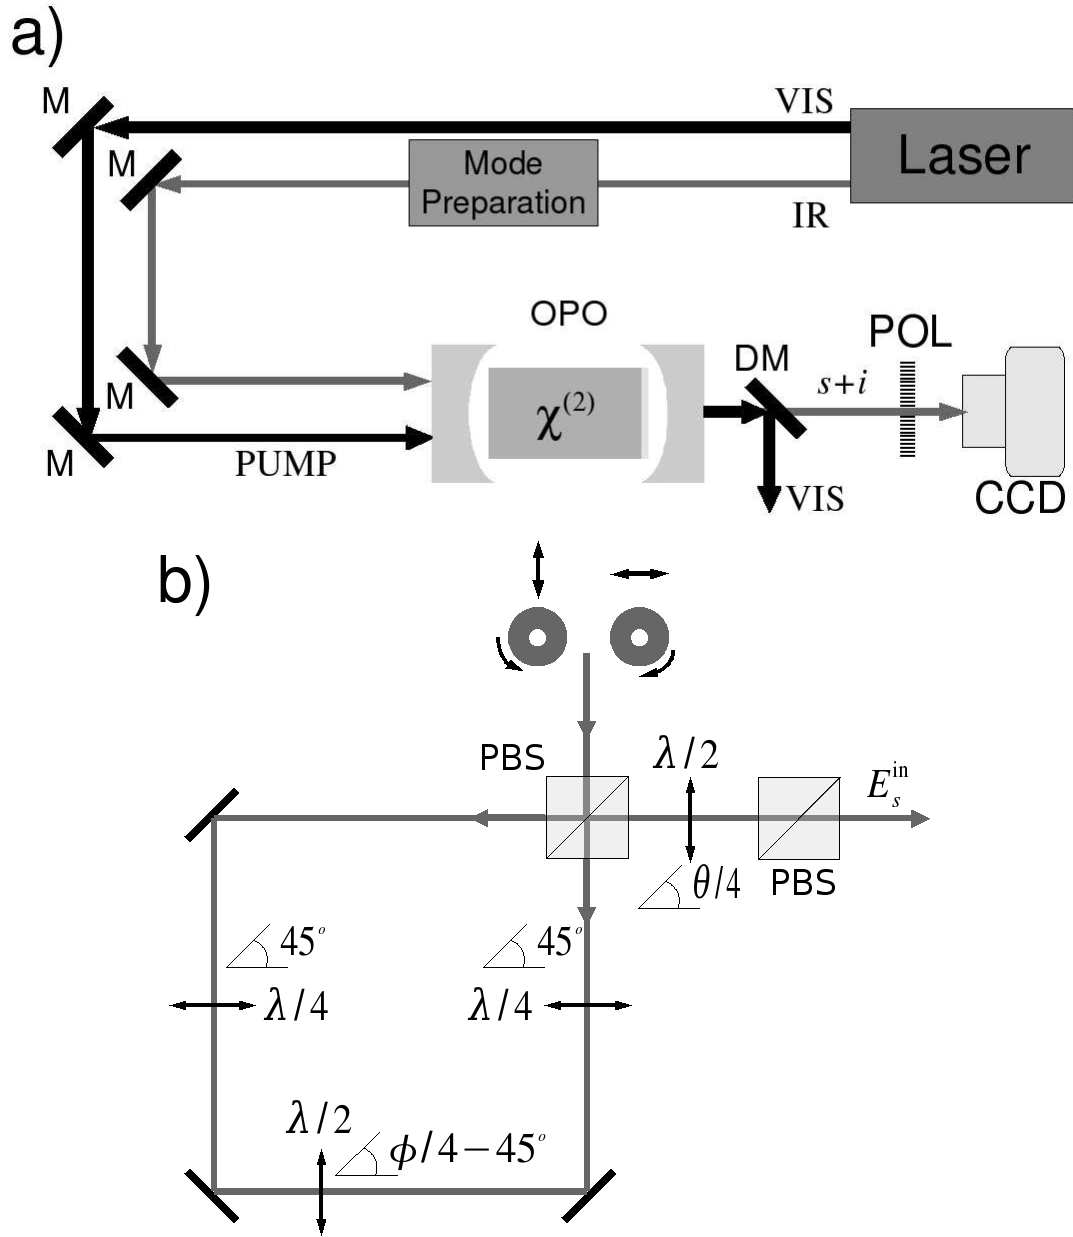 a)
M
VIS
Laser
M
Mode
Preparation
IR
OPO
POL
DM
s+i
χ(2)
M
M
PUMP
VIS
CCD
b)
PBS
λ/2
E_s^in
θ/4
PBS
45°
45°
λ/4
λ/4
λ/2
ϕ/4−45°